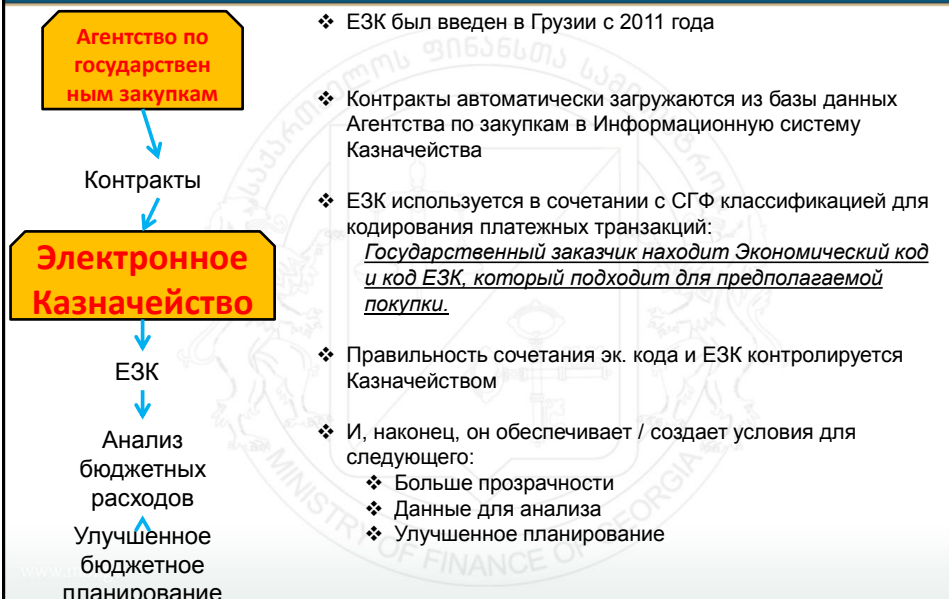 Агентство по
государствен
ным закупкам
Контракты
Электронное
Казначейство
ЕЗК
Анализ
бюджетных
расходов
Улучшенное
бюджетное
планирование
❖ ЕЗК был введен в Грузии с 2011 года
❖ Контракты автоматически загружаются из базы данных
Агентства по закупкам в Информационную систему
Казначейства
❖ ЕЗК используется в сочетании с СГФ классификацией для
кодирования платежных транзакций:
Государственный заказчик находит Экономический код
и код ЕЗК, который подходит для предполагаемой
покупки.
❖ Правильность сочетания эк. кода и ЕЗК контролируется
Казначейством
❖ И, наконец, он обеспечивает / создает условия для
следующего:
❖ Больше прозрачности
❖ Данные для анализа
❖ Улучшенное планирование
MINISTRY OF FINANCE OF GEORGIA